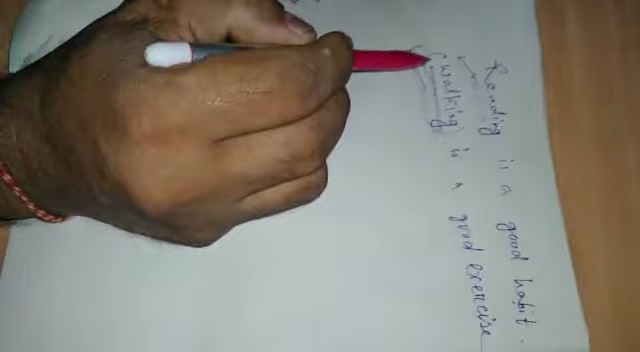 Reading is a good habit.
(walking) is a good exercise